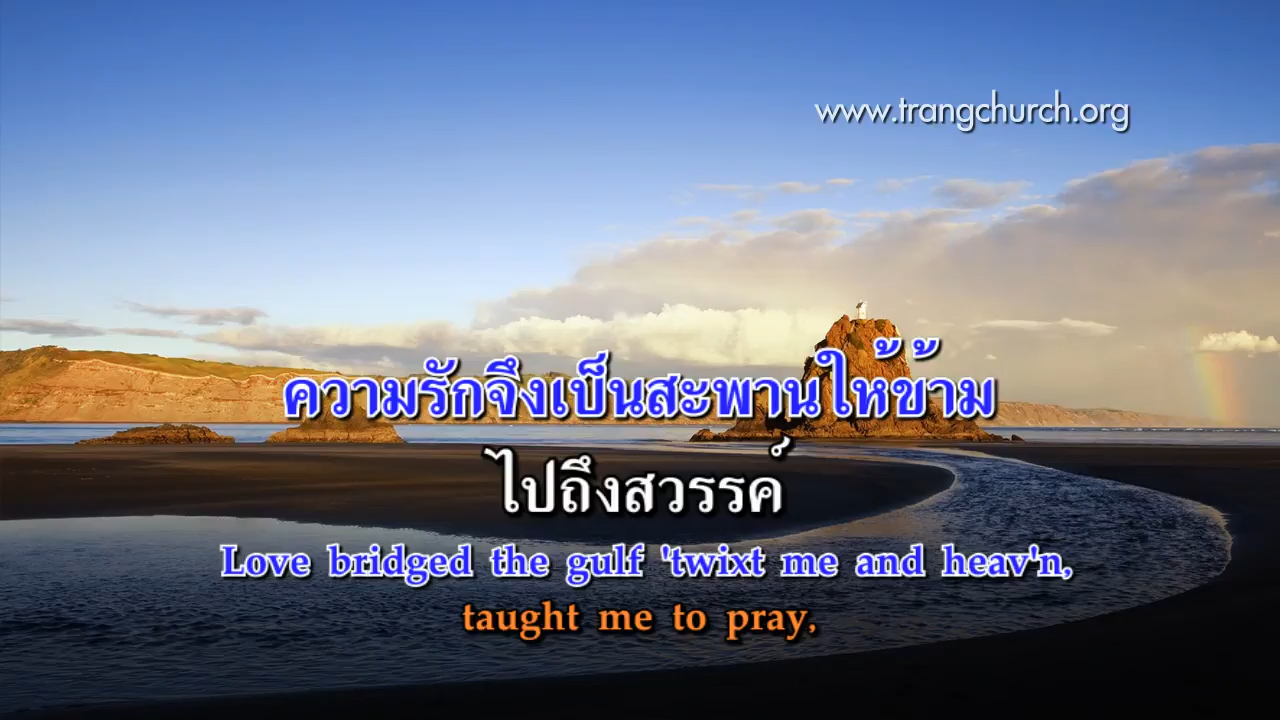 www.trangchurch.org
ความรักจึงเป็นสะพานให้ข้าม
ไปถึงสวรรค์
Love bridged the gulf 'twixt me and heav'n,
taught me to pray,